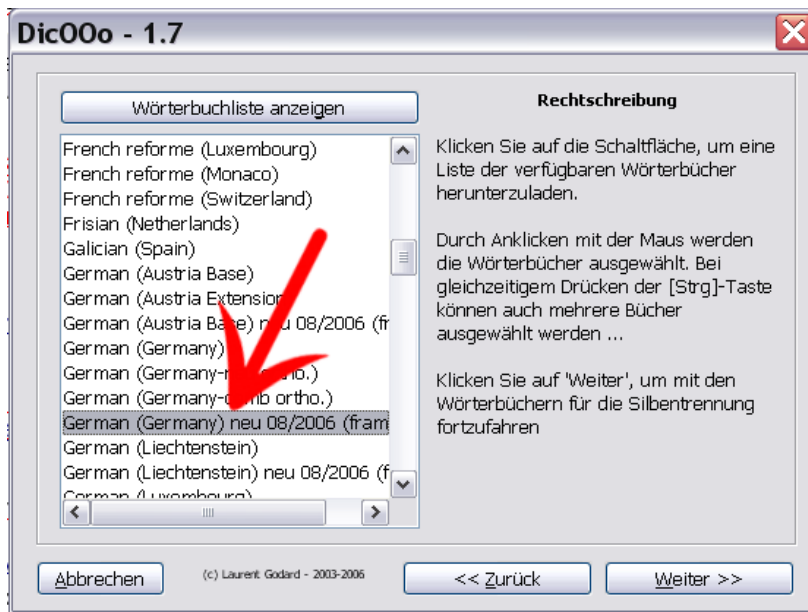 DicOOo - 1.7
Wörterbuchliste anzeigen
French reforme (Luxembourg)
French reforme (Monaco)
French reforme (Switzerland)
Frisian (Netherlands)
Galician (Spain)
German (Austria Base)
German (Austria Extension
German (Austria Base) neu 08/2006 (fr
German (Germany)
German (Germany- ortho.)
German (Germany- ortho.)
German (Germany) neu 08/2006 (fram
German (Liechtenstein)
German (Liechtenstein) neu 08/2006 (f
German (Luxembourg)
Rechtschreibung
Klicken Sie auf die Schaltfläche, um eine
Liste der verfügbaren Wörterbücher
herunterzuladen.
Durch Anklicken mit der Maus werden
die Wörterbücher ausgewählt. Bei
gleichzeitigem Drücken der [Strg]-Taste
können auch mehrere Bücher
ausgewählt werden ...
Klicken Sie auf 'Weiter', um mit den
Wörterbüchern für die Silbentrennung
fortzufahren
Abbrechen
(c) Laurent Godard - 2003-2006
<< Zurück
Weiter >>